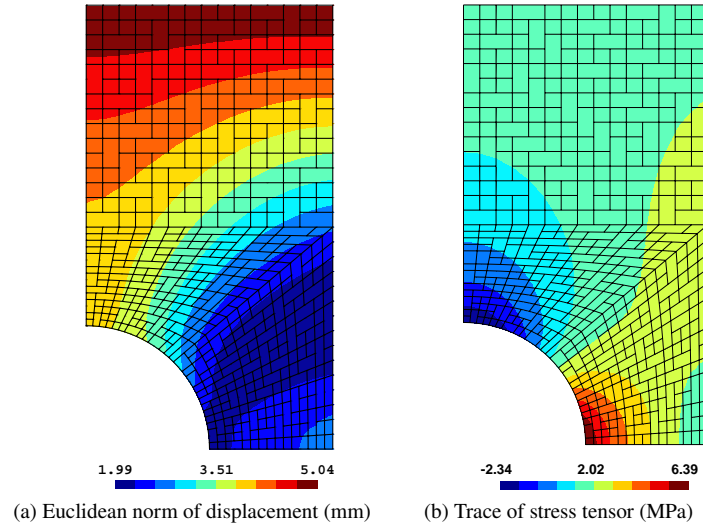 1.99 3.51 5.04
-2.34 2.02 6.39
(a) Euclidean norm of displacement (mm)
(b) Trace of stress tensor (MPa)